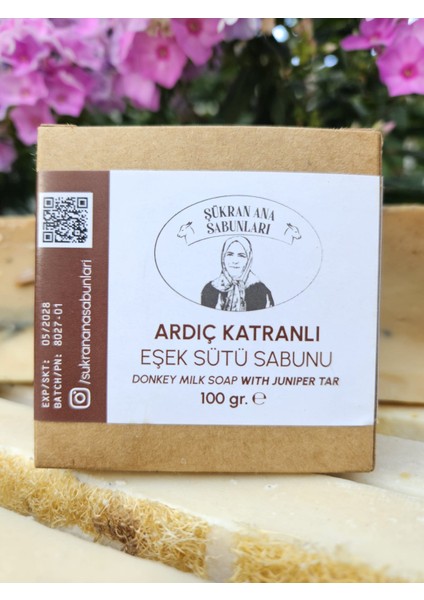 ŞÜKRAN ANA
SABUNLARI
ARDIÇ KATRANLI
EŞEK SÜTÜ SABUNU
DONKEY MILK SOAP WITH JUNIPER TAR
100 gr. ℮
EXP/SKT: 05/2028
BATCH/PN: 8027-01
/sukrananasabunlari